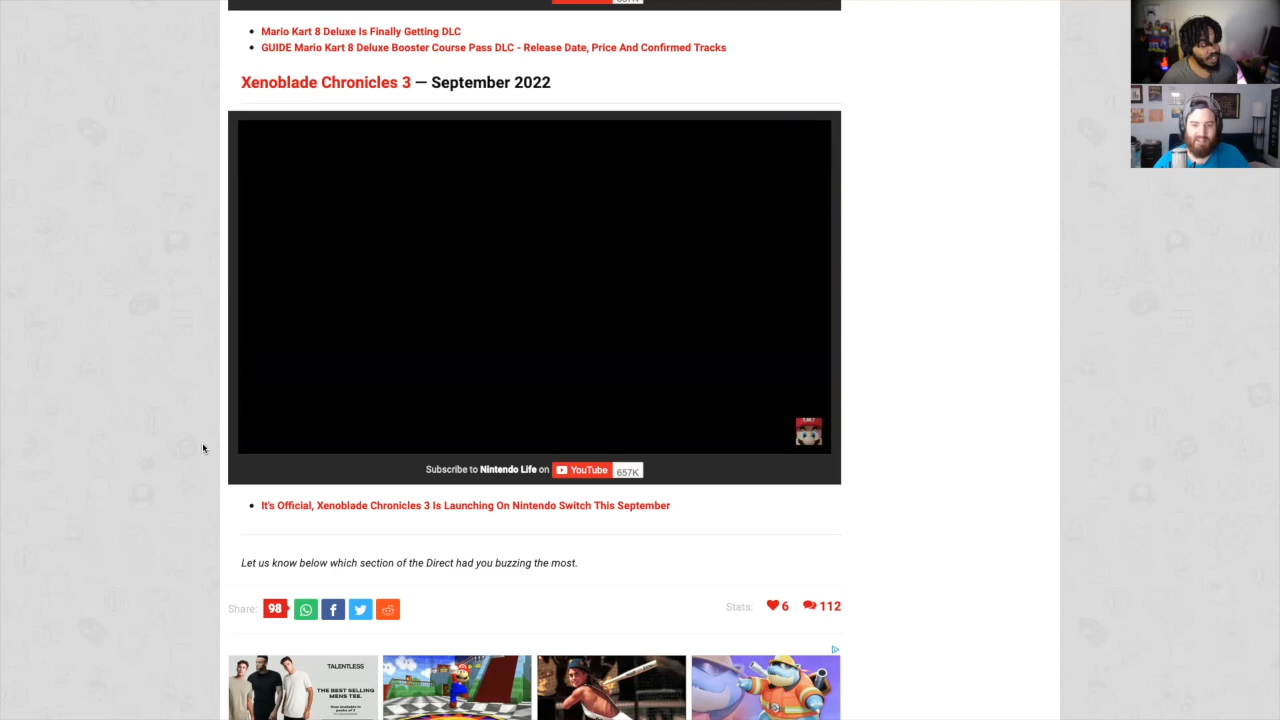 Mario Kart 8 Deluxe Is Finally Getting DLC
GUIDE Mario Kart 8 Deluxe Booster Course Pass DLC - Release Date, Price And Confirmed Tracks
Xenoblade Chronicles 3 — September 2022
Subscribe to Nintendo Life on YouTube 657K
It's Official, Xenoblade Chronicles 3 Is Launching On Nintendo Switch This September
Let us know below which section of the Direct had you buzzing the most.
Share: 98
Stats: 6 112
TALENTLESS
THE BEST SELLING
MENS TEE.